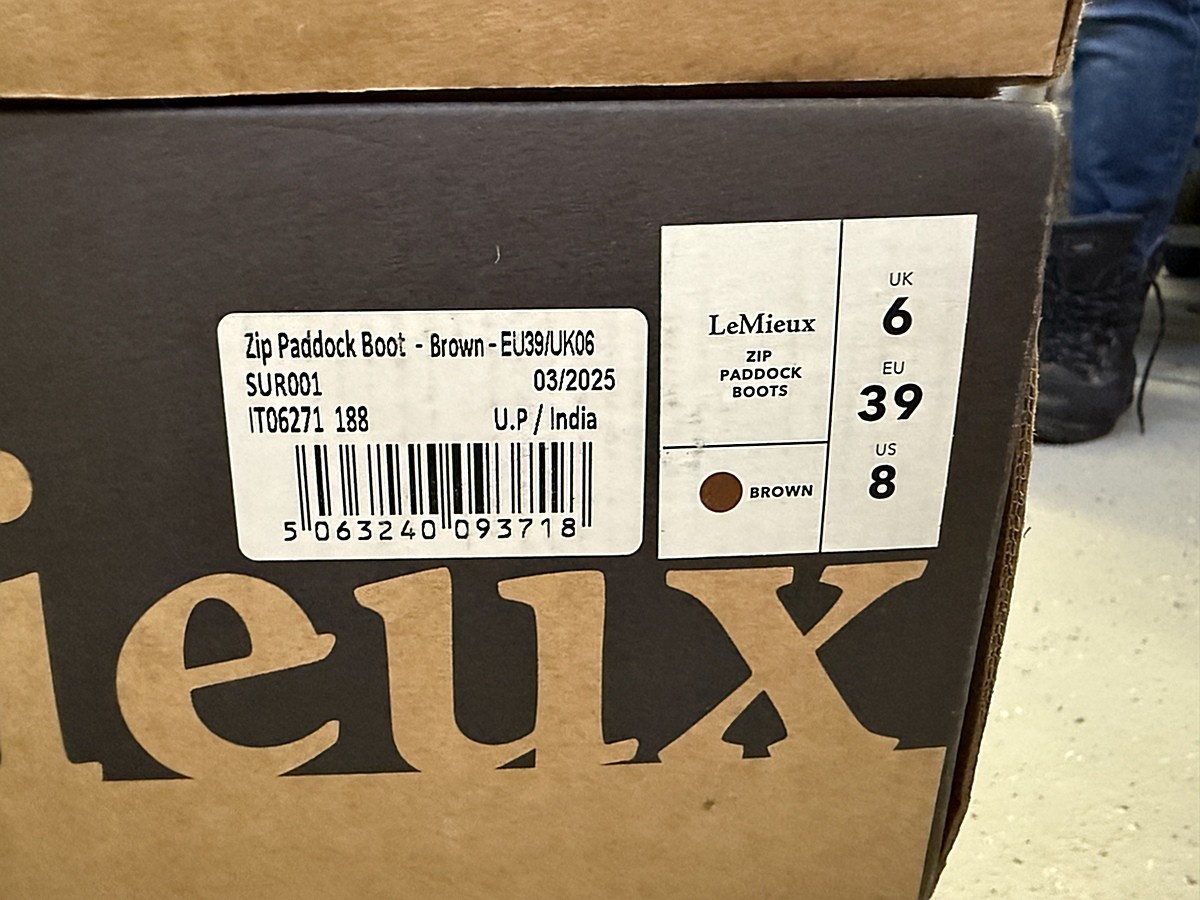 Zip Paddock Boot - Brown - EU39/UK06
SUR001 03/2025
IT06271 188 U.P / India
5 063240 093718
LeMieux
ZIP
PADDOCK
BOOTS
BROWN
UK
6
EU
39
US
8
ieux